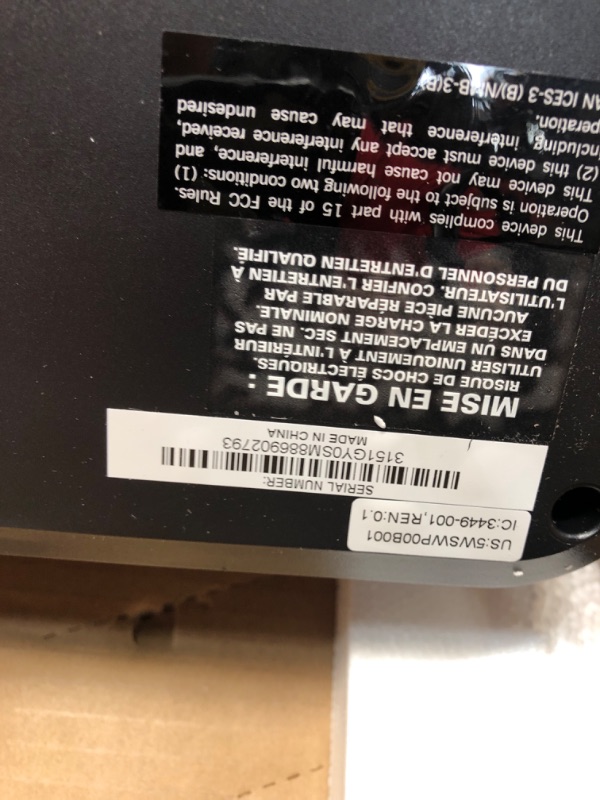 US:5WSWP00B001
IC:3449-001,REN:0.1
SERIAL NUMBER:
3151GY0SM886902793
MADE IN CHINA
MISE EN GARDE :
RISQUE DE CHOCS ÉLECTRIQUES.
UTILISER UNIQUEMENT À L'INTÉRIEUR
DANS UN EMPLACEMENT SEC. NE PAS
EXCÉDER LA CHARGE NOMINALE.
AUCUNE PIÈCE RÉPARABLE PAR
L'UTILISATEUR. CONFIER L'ENTRETIEN À
DU PERSONNEL D'ENTRETIEN QUALIFIÉ.
This device complies with part 15 of the FCC Rules.
Operation is subject to the following two conditions: (1)
This device may not cause harmful interference, and
(2) this device must accept any interference received,
including interference that may cause undesired
operation.
AN ICES-3 (B)/NMB-3(B)